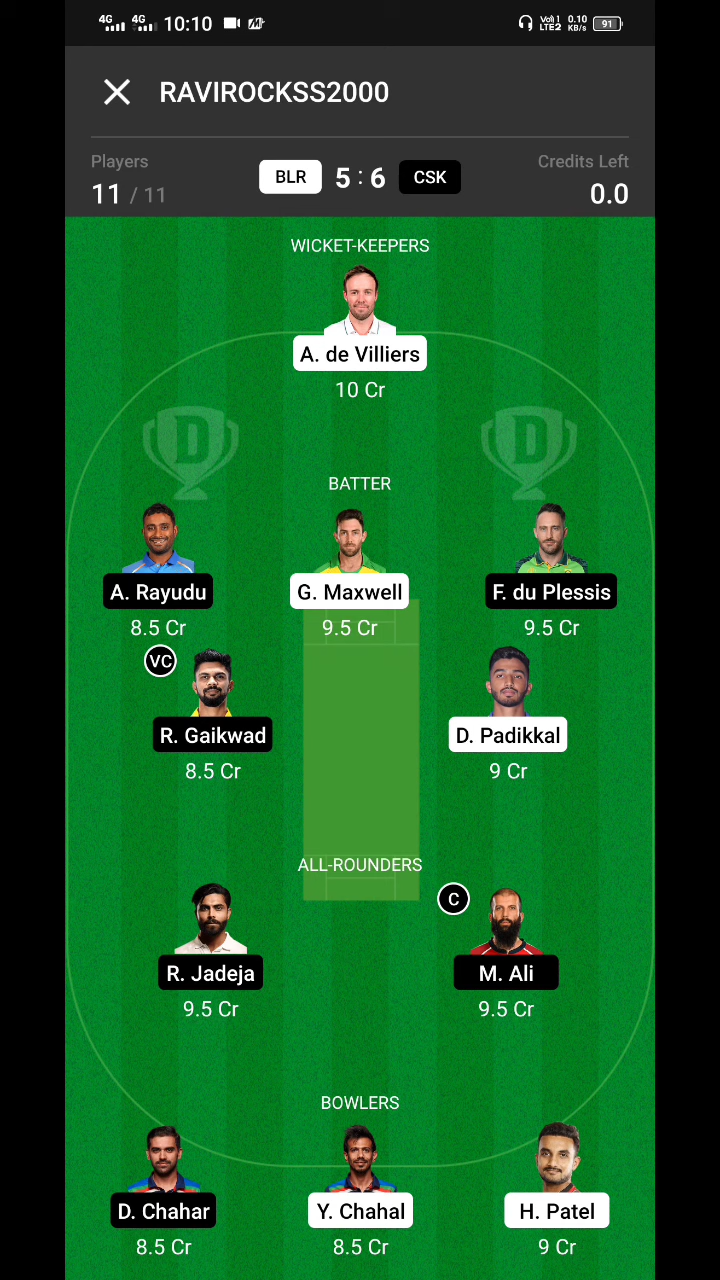 4G 4G 10:10 Vo1) 1 LTE2 0.10 KB/s 91
RAVIROCKSS2000
Players
Credits Left
BLR 5 : 6 CSK
11 / 11
0.0
WICKET-KEEPERS
A. de Villiers
10 Cr
D D
BATTER
A. Rayudu G. Maxwell F. du Plessis
8.5 Cr 9.5 Cr 9.5 Cr
VC
R. Gaikwad D. Padikkal
8.5 Cr 9 Cr
ALL-ROUNDERS
C
R. Jadeja M. Ali
9.5 Cr 9.5 Cr
BOWLERS
D. Chahar Y. Chahal H. Patel
8.5 Cr 8.5 Cr 9 Cr